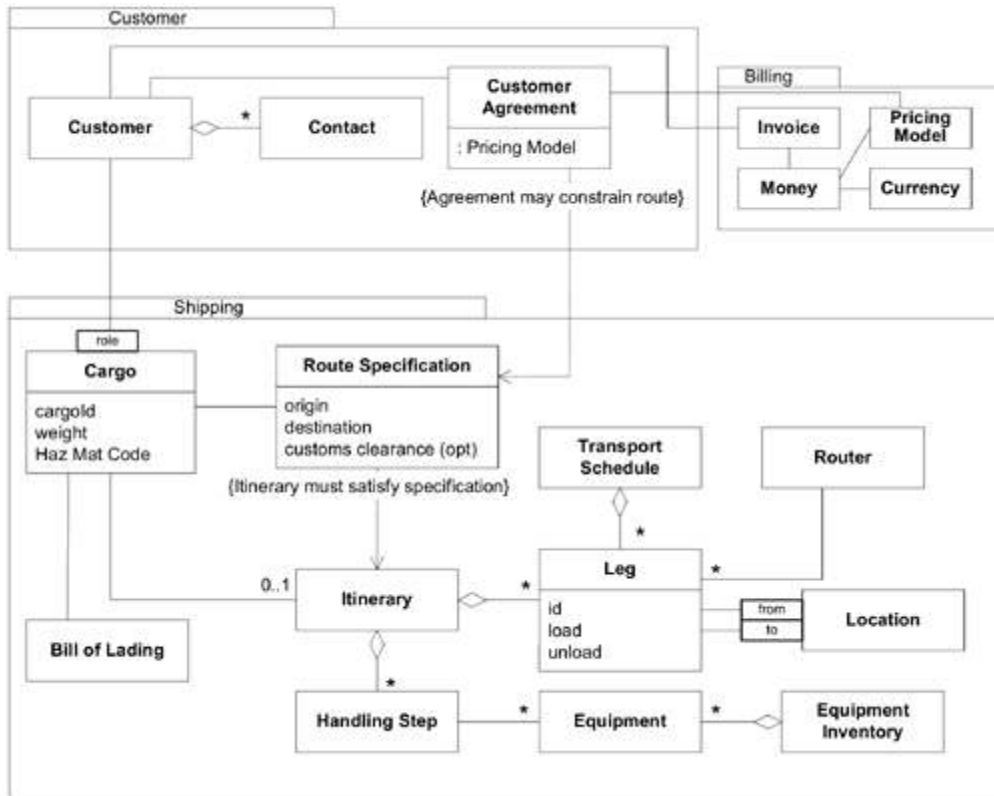 Customer
Customer
*
Contact
Customer
Agreement
: Pricing Model
{Agreement may constrain route}
Billing
Invoice
Pricing
Model
Money
Currency
Shipping
role
Cargo
cargoId
weight
Haz Mat Code
Route Specification
origin
destination
customs clearance (opt)
{Itinerary must satisfy specification}
Transport
Schedule
*
Router
*
0..1
Itinerary
*
Leg
id
load
unload
from
to
Location
Bill of Lading
*
Handling Step
*
Equipment
*
Equipment
Inventory